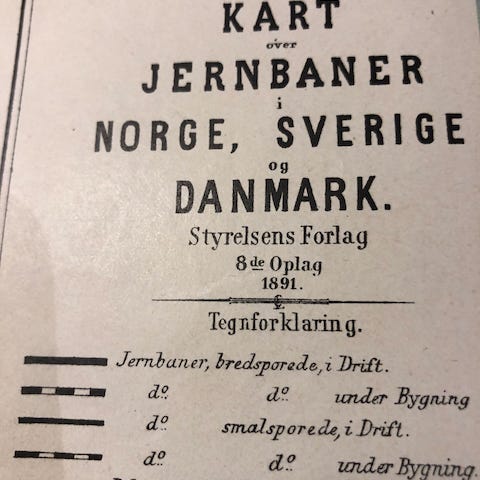 KART
over
JERNBANER
i
NORGE, SVERIGE
og
DANMARK.
Styrelsens Forlag
8de Oplag
1891.
Tegnforklaring.
Jernbaner, bredsporede, i Drift.
do. do. under Bygning
do. smalsporede, i Drift.
do. do. under Bygning.